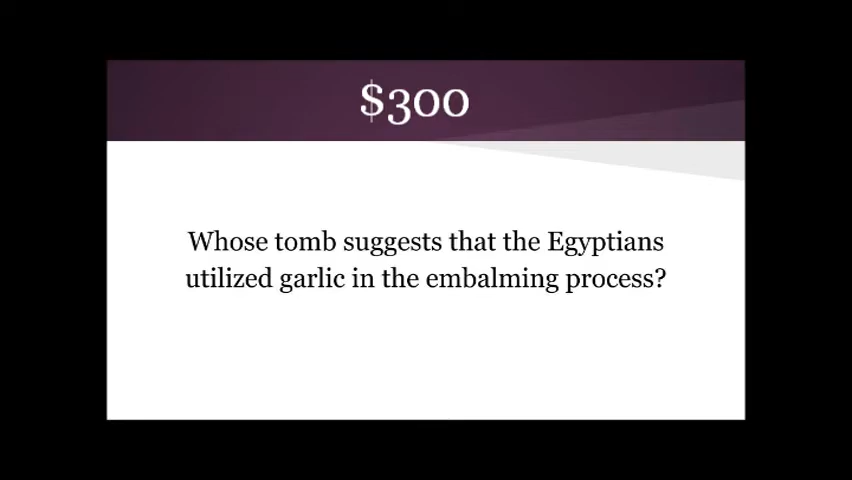 $300
Whose tomb suggests that the Egyptians
utilized garlic in the embalming process?